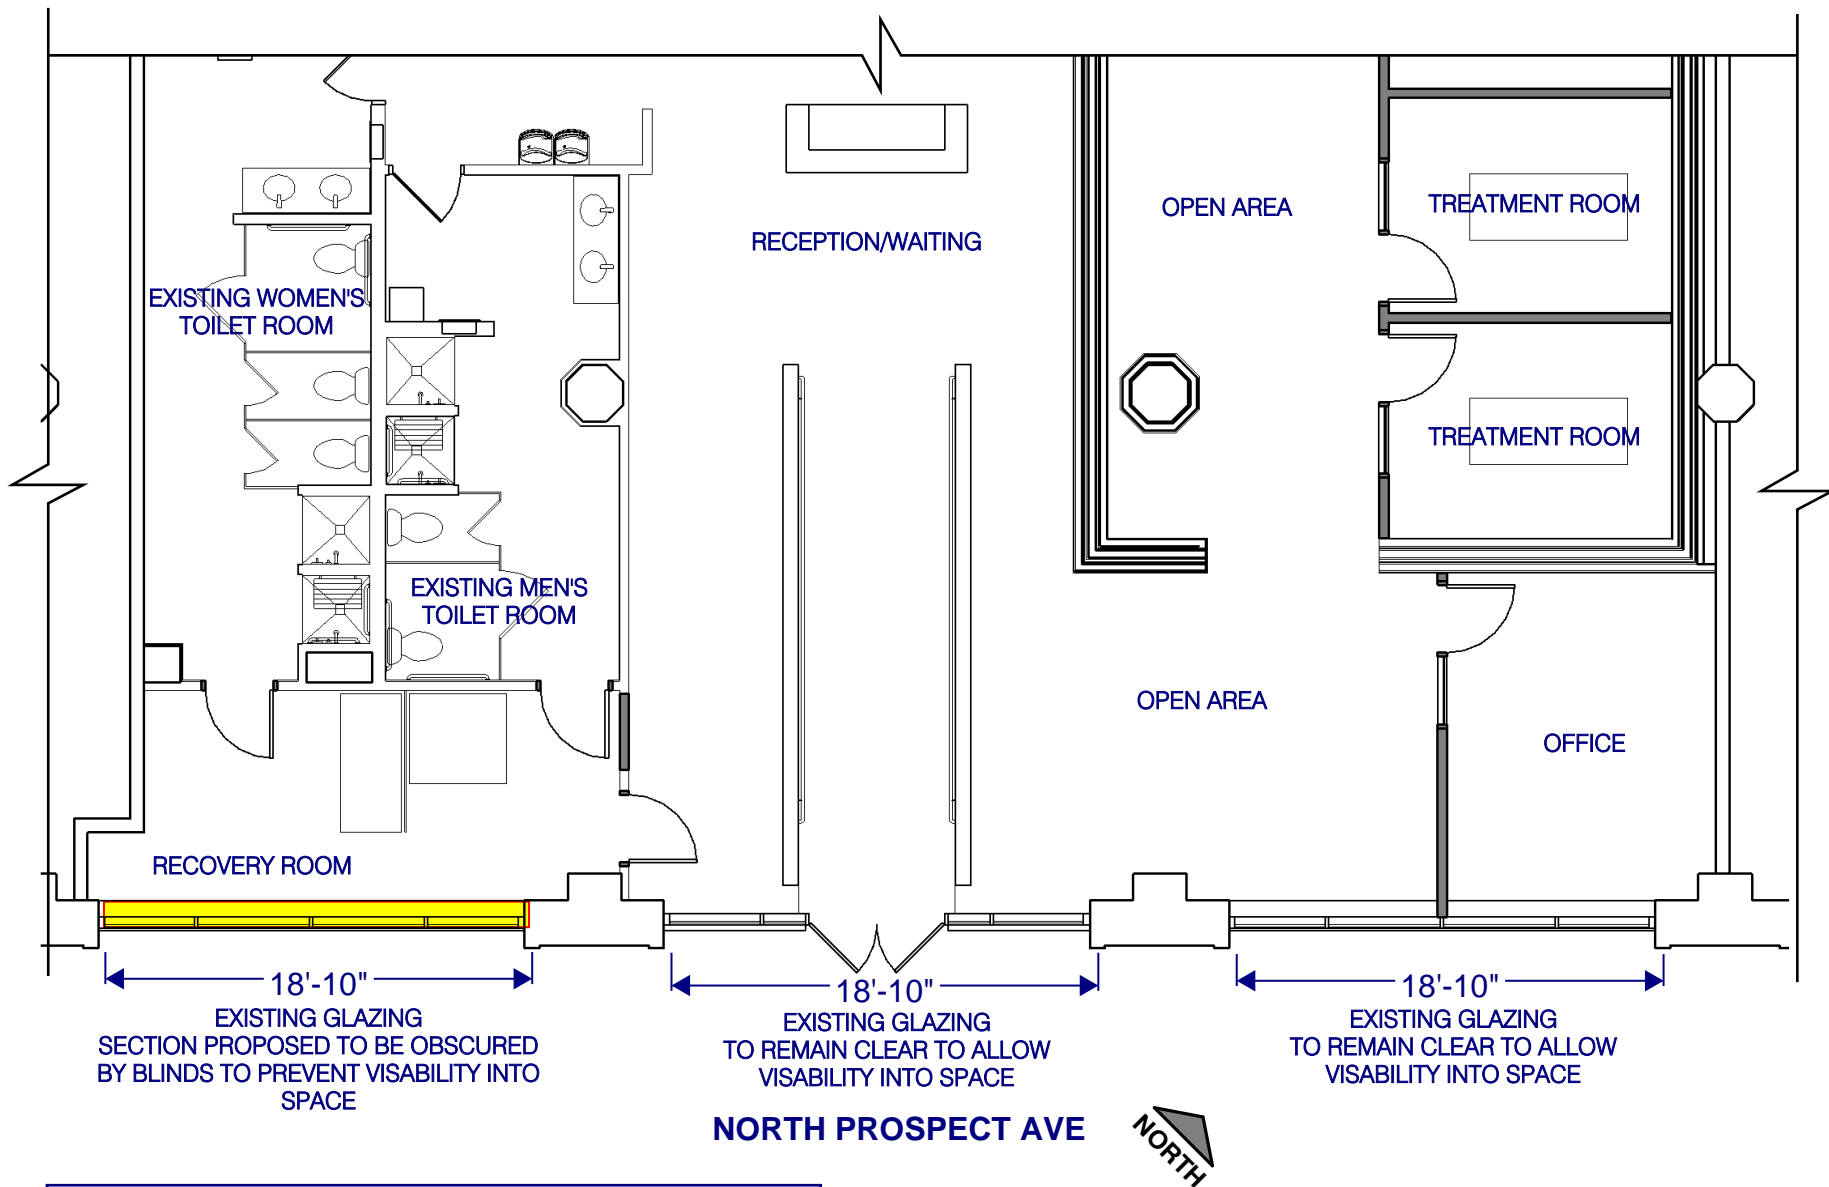 OPEN AREA
TREATMENT ROOM
RECEPTION/WAITING
EXISTING WOMEN'S
TOILET ROOM
TREATMENT ROOM
EXISTING MEN'S
TOILET ROOM
OPEN AREA
OFFICE
RECOVERY ROOM
18'-10"
EXISTING GLAZING
SECTION PROPOSED TO BE OBSCURED
BY BLINDS TO PREVENT VISABILITY INTO
SPACE
18'-10"
EXISTING GLAZING
TO REMAIN CLEAR TO ALLOW
VISABILITY INTO SPACE
18'-10"
EXISTING GLAZING
TO REMAIN CLEAR TO ALLOW
VISABILITY INTO SPACE
NORTH PROSPECT AVE
NORTH